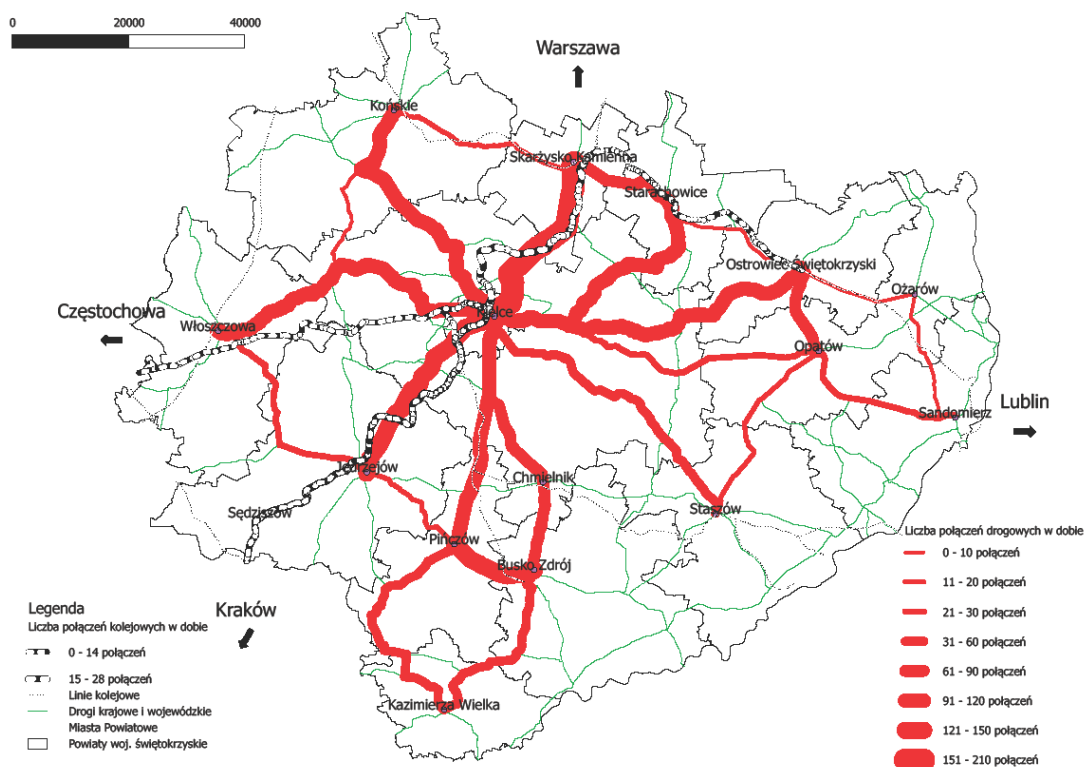 0 20000 40000
Warszawa
Końskie
Skarżysko Kamienna
Starachowice
Ostrowiec Świętokrzyski
Ożarów
Częstochowa
Kielce
Włoszczowa
Opatów
Lublin
Sandomierz
Jędrzejów
Chmielnik
Sędziszów
Staszów
Pińczów
Busko Zdrój
Kraków
Kazimierza Wielka
Legenda
Liczba połączeń kolejowych w dobie
0 - 14 połączeń
15 - 28 połączeń
Linie kolejowe
Drogi krajowe i wojewódzkie
Miasta Powiatowe
Powiaty woj. świętokrzyskie
Liczba połączeń drogowych w dobie
0 - 10 połączeń
11 - 20 połączeń
21 - 30 połączeń
31 - 60 połączeń
61 - 90 połączeń
91 - 120 połączeń
121 - 150 połączeń
151 - 210 połączeń